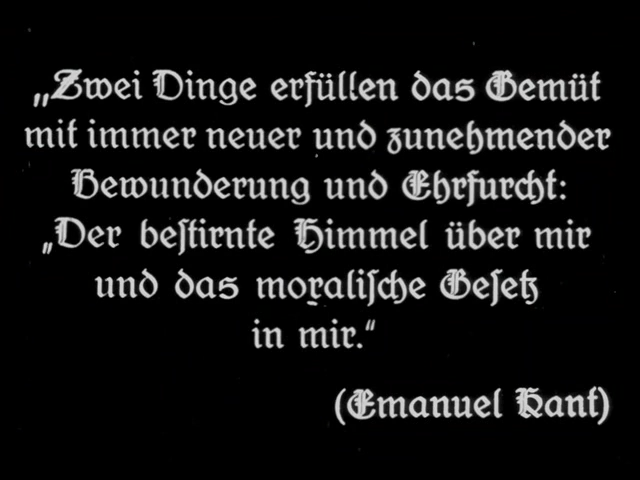 „Zwei Dinge erfüllen das Gemüt
mit immer neuer und zunehmender
Bewunderung und Ehrfurcht:
„Der beſtirnte Himmel über mir
und das moraliſche Geſetz
in mir.“
(Emanuel Kant)